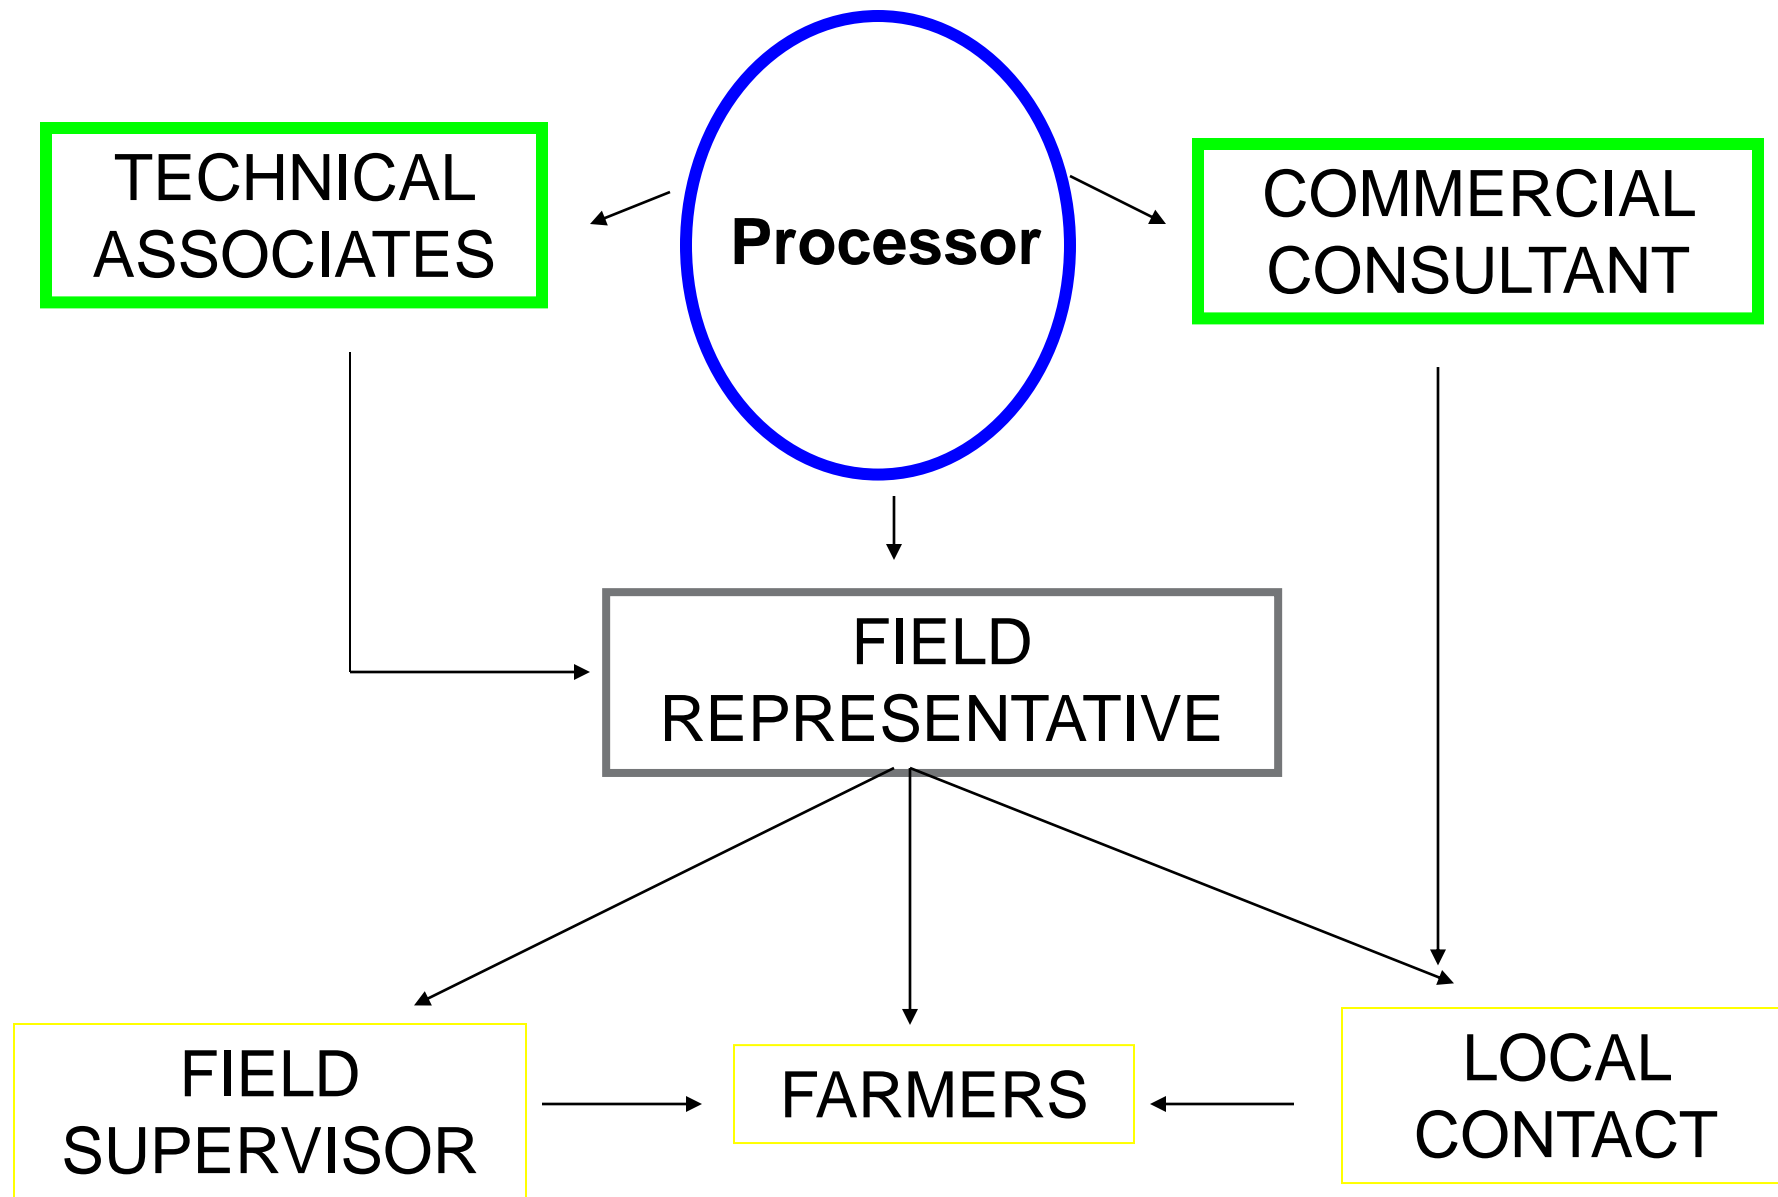 TECHNICAL
ASSOCIATES
Processor
COMMERCIAL
CONSULTANT
FIELD
REPRESENTATIVE
FIELD
SUPERVISOR
FARMERS
LOCAL
CONTACT